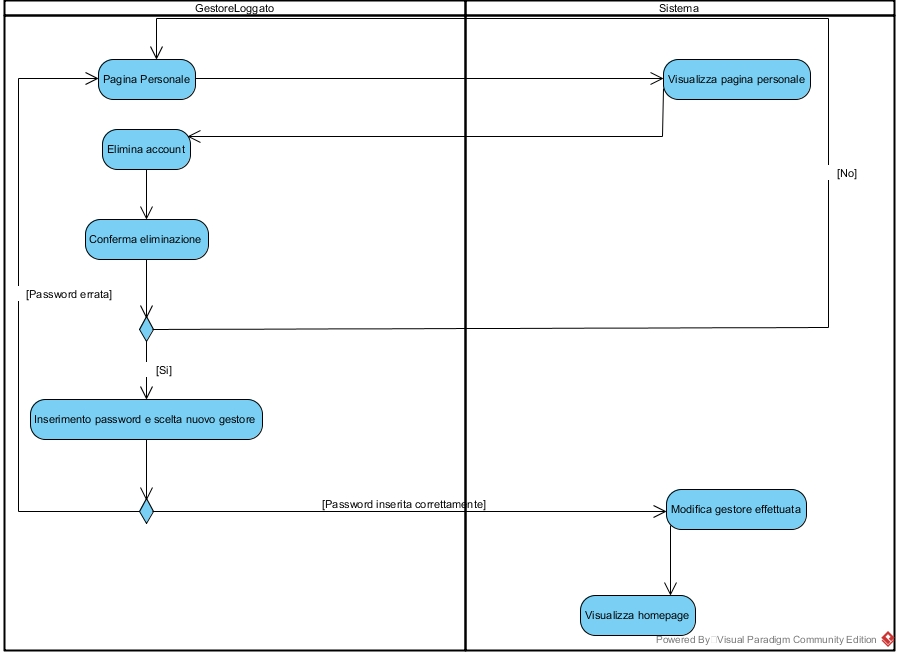 GestoreLoggato
Sistema
Pagina Personale
Visualizza pagina personale
Elimina account
[No]
Conferma eliminazione
[Password errata]
[Si]
Inserimento password e scelta nuovo gestore
[Password inserita correttamente]
Modifica gestore effettuata
Visualizza homepage
Powered By Visual Paradigm Community Edition